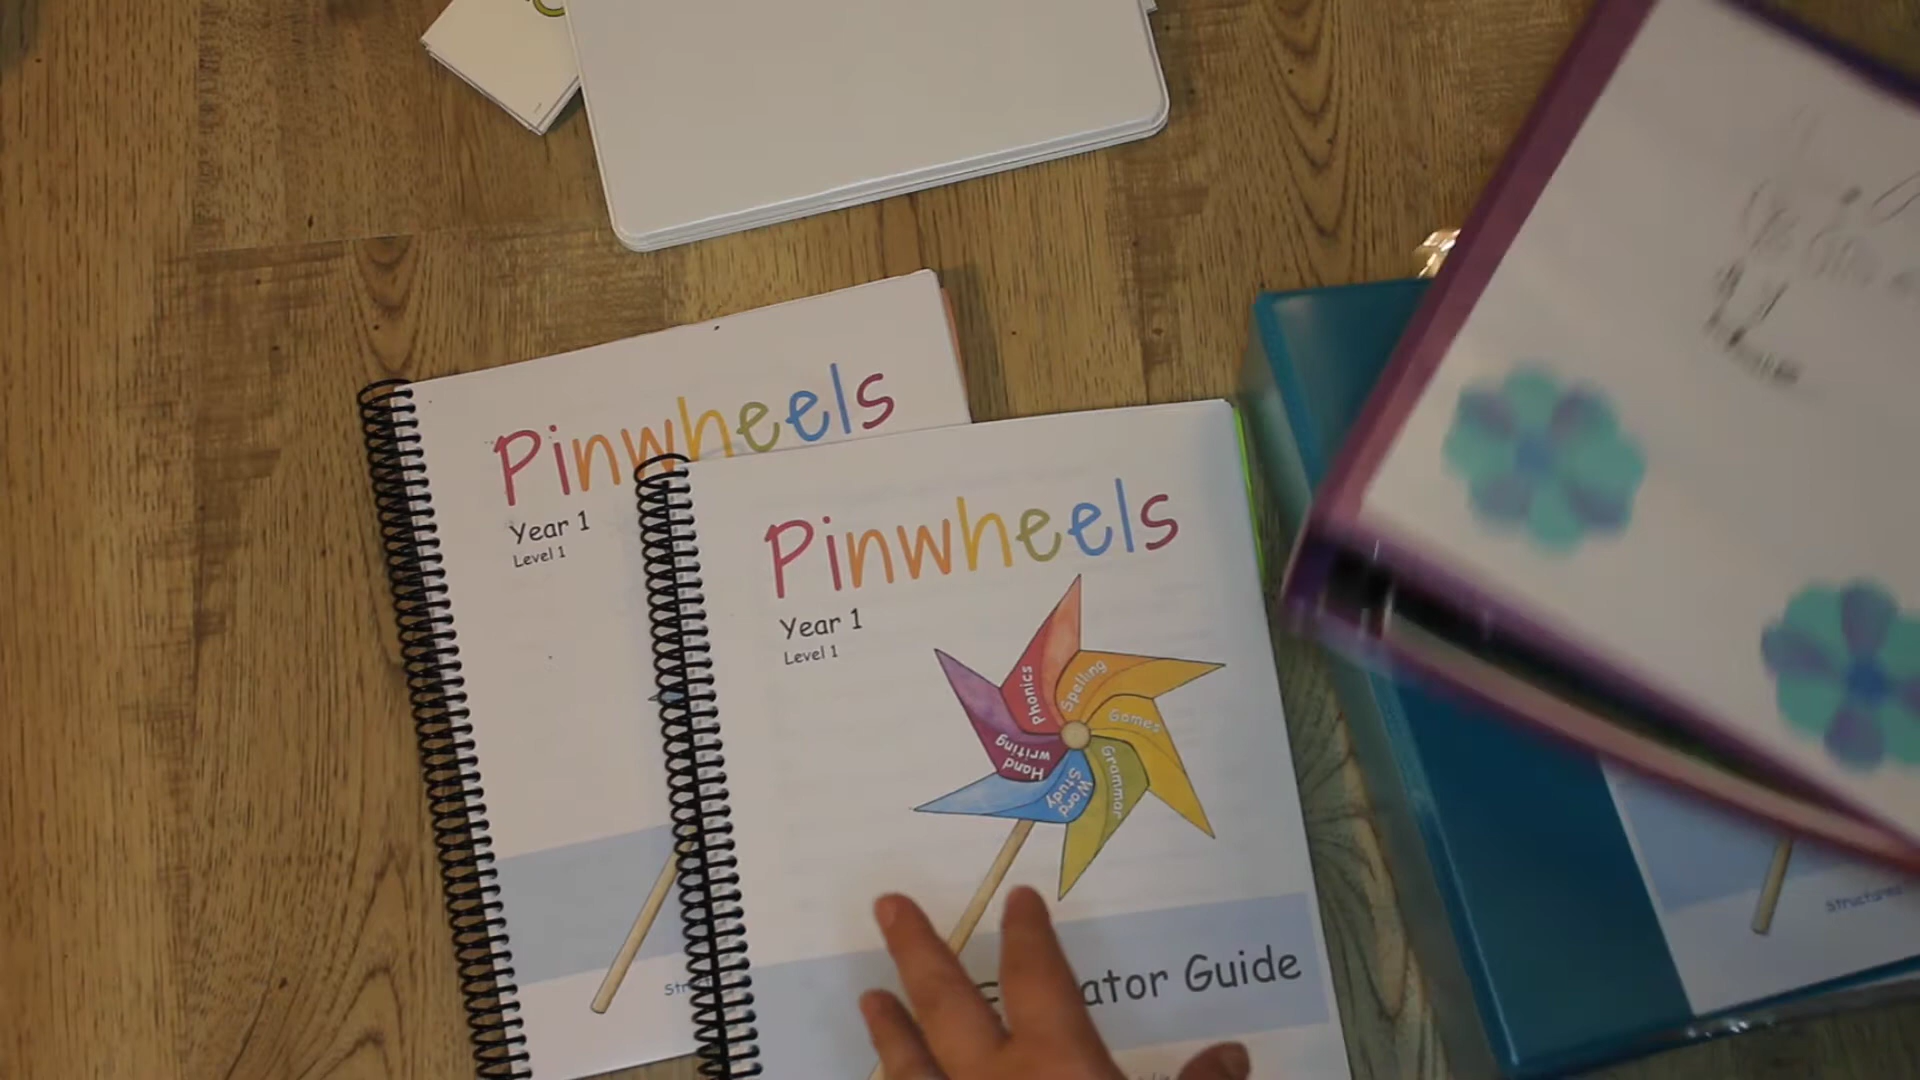 Pinwheels
Year 1
Level 1
Pinwheels
Year 1
Level 1
Phonics
Spelling
Games
Grammar
Word
Study
Hand
writing
ator Guide
Structured